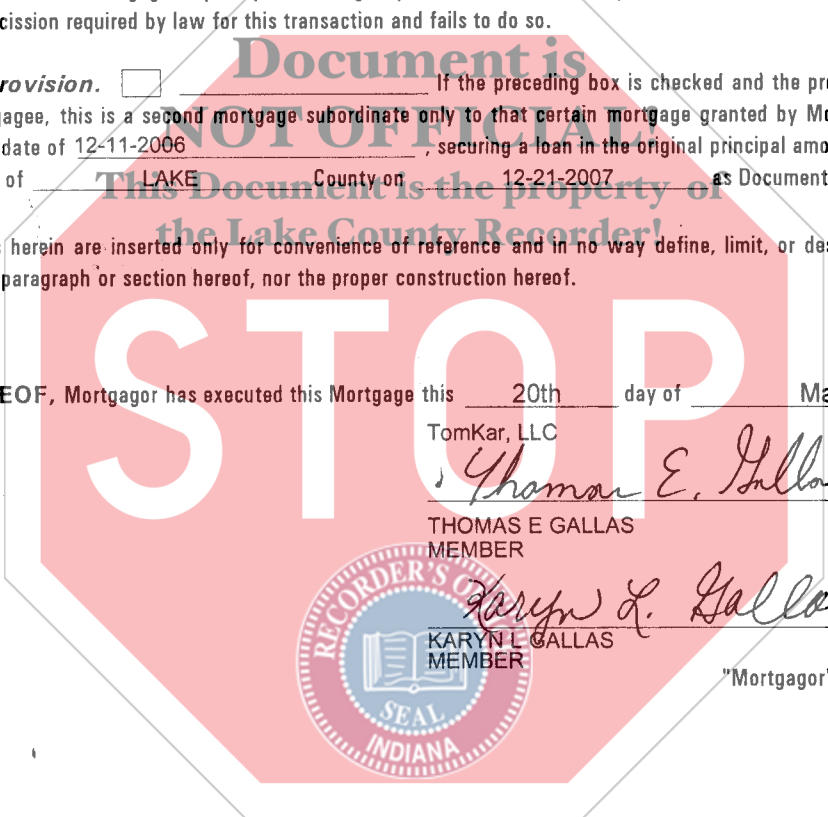 cission required by law for this transaction and fails to do so.
Document is
rovision. If the preceding box is checked and the pr
gagee, this is a second mortgage subordinate only to that certain mortgage granted by Mo
NOT OFFICIAL!
date of 12-11-2006 , securing a loan in the original principal amo
of LAKE County on 12-21-2007 as Document
This Document is the property of
the Lake County Recorder!
s herein are inserted only for convenience of reference and in no way define, limit, or des
paragraph or section hereof, nor the proper construction hereof.
STOP
EOF, Mortgagor has executed this Mortgage this 20th day of Ma
TomKar, LLC
Thomas E. Galla
THOMAS E GALLAS
MEMBER
Karyn L. Galla
KARYN L GALLAS
MEMBER
"Mortgagor"
RECORDER'S
SEAL
INDIANA